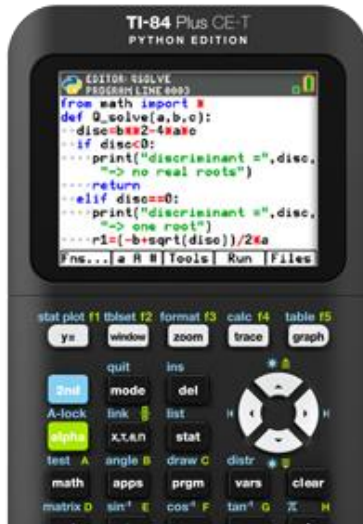 TI-84 Plus CE-T
PYTHON EDITION
EDITOR: QSOLVE
PROGRAM LINE 0003
from math import *
def Q_solve(a,b,c):
··disc=b**2-4*a*c
··if disc<0:
····print("discriminant =",disc,
"-> no real roots")
····return
··elif disc==0:
····print("discriminant =",disc,
"-> one root")
····r1=(-b+sqrt(disc))/2*a
Fns… a A # Tools Run Files
stat plot f1 tblset f2 format f3 calc f4 table f5
y= window zoom trace graph
quit ins
2nd mode del
A-lock link list
alpha X,T,θ,n stat
test A angle B draw C distr
math apps prgm vars clear
matrix D sin⁻¹ E cos⁻¹ F tan⁻¹ G π H